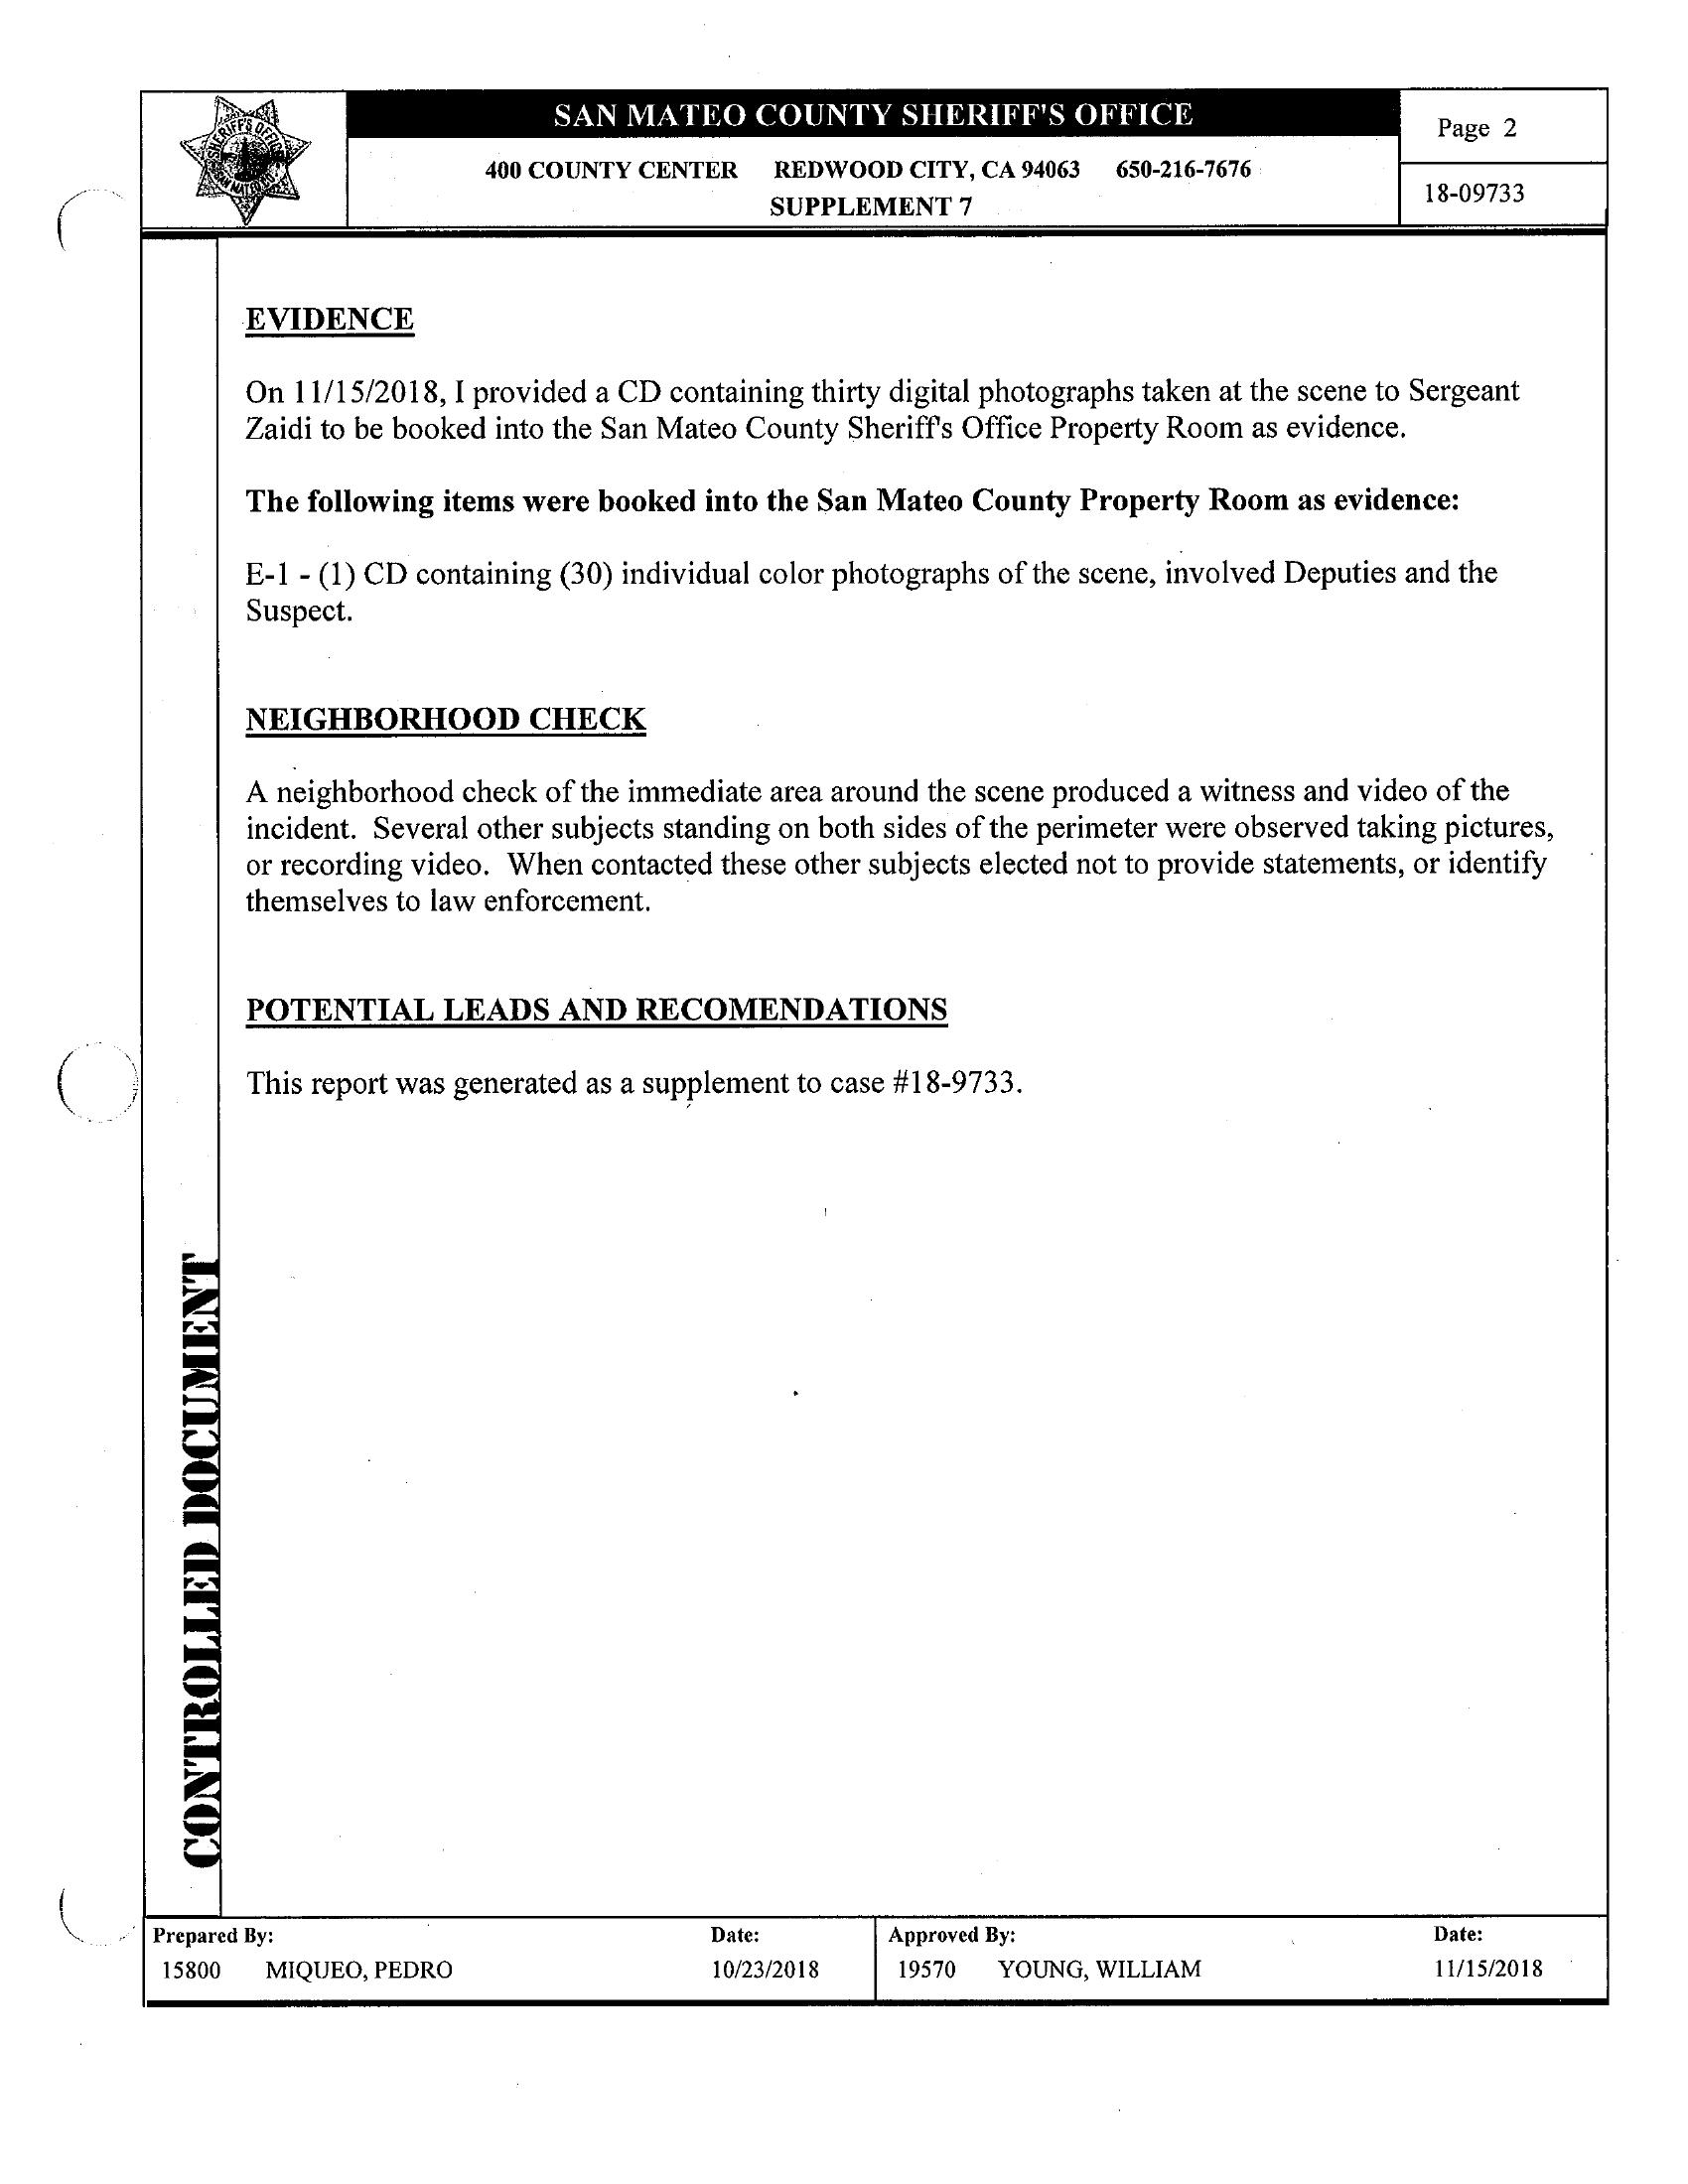 SHERIFF'S OFFICE
SAN MATEO CO.
SAN MATEO COUNTY SHERIFF'S OFFICE
400 COUNTY CENTER REDWOOD CITY, CA 94063 650-216-7676
SUPPLEMENT 7
Page 2
18-09733
EVIDENCE
On 11/15/2018, I provided a CD containing thirty digital photographs taken at the scene to Sergeant
Zaidi to be booked into the San Mateo County Sheriff's Office Property Room as evidence.
The following items were booked into the San Mateo County Property Room as evidence:
E-1 - (1) CD containing (30) individual color photographs of the scene, involved Deputies and the
Suspect.
NEIGHBORHOOD CHECK
A neighborhood check of the immediate area around the scene produced a witness and video of the
incident. Several other subjects standing on both sides of the perimeter were observed taking pictures,
or recording video. When contacted these other subjects elected not to provide statements, or identify
themselves to law enforcement.
POTENTIAL LEADS AND RECOMENDATIONS
This report was generated as a supplement to case #18-9733.
CONTROLLED DOCUMENT
Prepared By: Date: Approved By: Date:
15800 MIQUEO, PEDRO 10/23/2018 19570 YOUNG, WILLIAM 11/15/2018